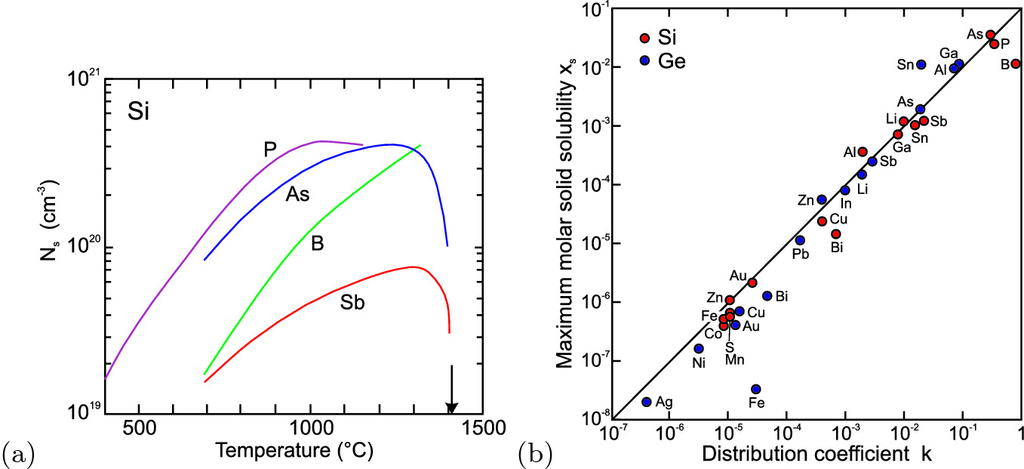 (a)
Si
P
As
B
Sb
N_s (cm^-3)
10^21
10^20
10^19
500
1000
1500
Temperature (°C)
(b)
Si
Ge
Maximum molar solid solubility x_s
10^-1
10^-2
10^-3
10^-4
10^-5
10^-6
10^-7
10^-8
As
P
Ga
Sn
Al
B
As
Li
Sb
Sn
Ga
Al
Sb
Li
Zn
In
Cu
Bi
Pb
Au
Zn
Bi
Fe
Cu
Co
Au
S
Mn
Ni
Fe
Ag
10^-7
10^-6
10^-5
10^-4
10^-3
10^-2
10^-1
1
Distribution coefficient k